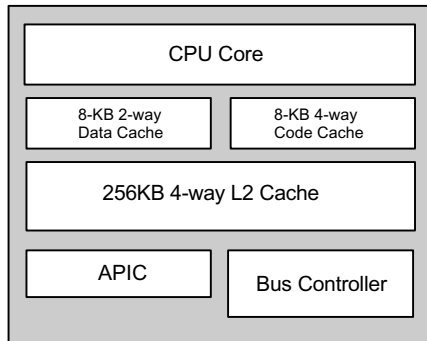 CPU Core
8-KB 2-way
Data Cache
8-KB 4-way
Code Cache
256KB 4-way L2 Cache
APIC
Bus Controller